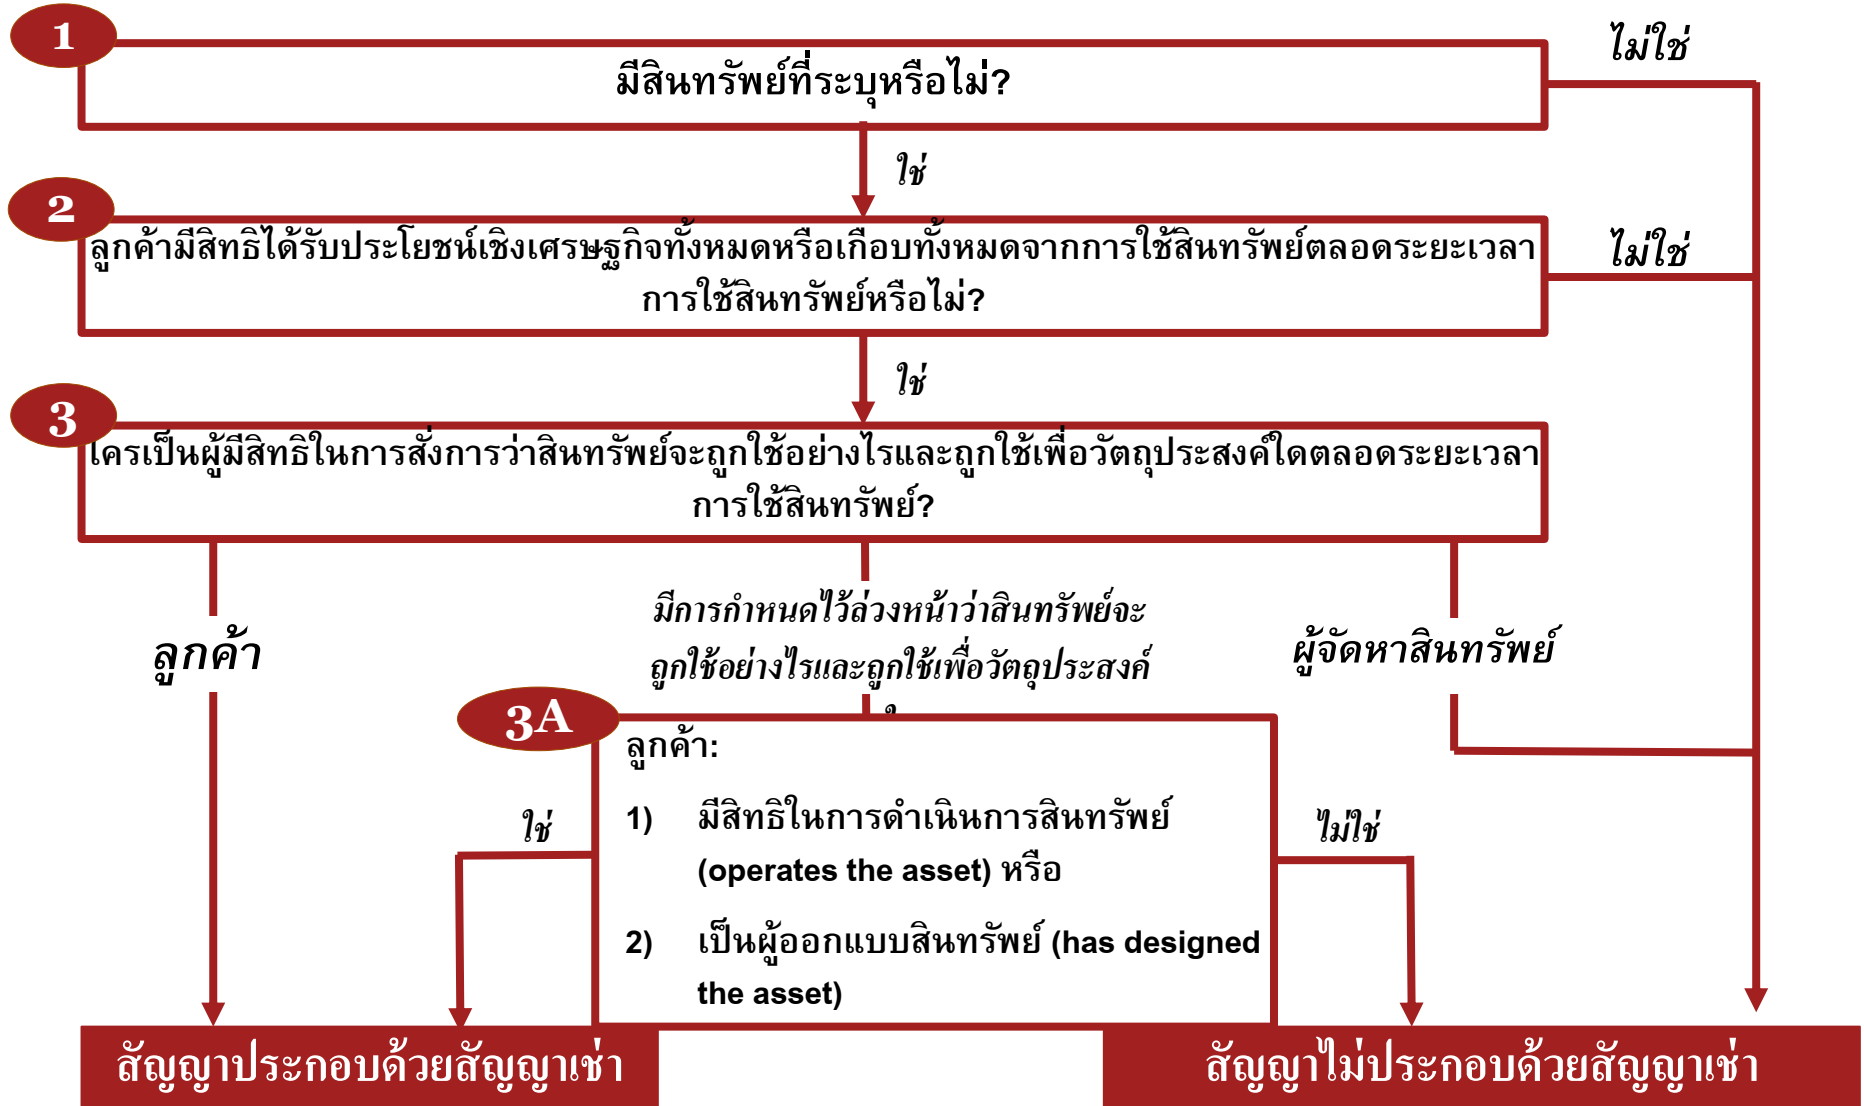 1
มีสินทรัพย์ที่ระบุหรือไม่?
ไม่ใช่
ใช่
2
ลูกค้ามีสิทธิได้รับประโยชน์เชิงเศรษฐกิจทั้งหมดหรือเกือบทั้งหมดจากการใช้สินทรัพย์ตลอดระยะเวลา
การใช้สินทรัพย์หรือไม่?
ไม่ใช่
ใช่
3
ใครเป็นผู้มีสิทธิในการสั่งการว่าสินทรัพย์จะถูกใช้อย่างไรและถูกใช้เพื่อวัตถุประสงค์ใดตลอดระยะเวลา
การใช้สินทรัพย์?
ลูกค้า
มีการกำหนดไว้ล่วงหน้าว่าสินทรัพย์จะ
ถูกใช้อย่างไรและถูกใช้เพื่อวัตถุประสงค์
ผู้จัดหาสินทรัพย์
3A
ลูกค้า:
1) มีสิทธิในการดำเนินการสินทรัพย์
(operates the asset) หรือ
2) เป็นผู้ออกแบบสินทรัพย์ (has designed
the asset)
ใช่
ไม่ใช่
สัญญาประกอบด้วยสัญญาเช่า
สัญญาไม่ประกอบด้วยสัญญาเช่า